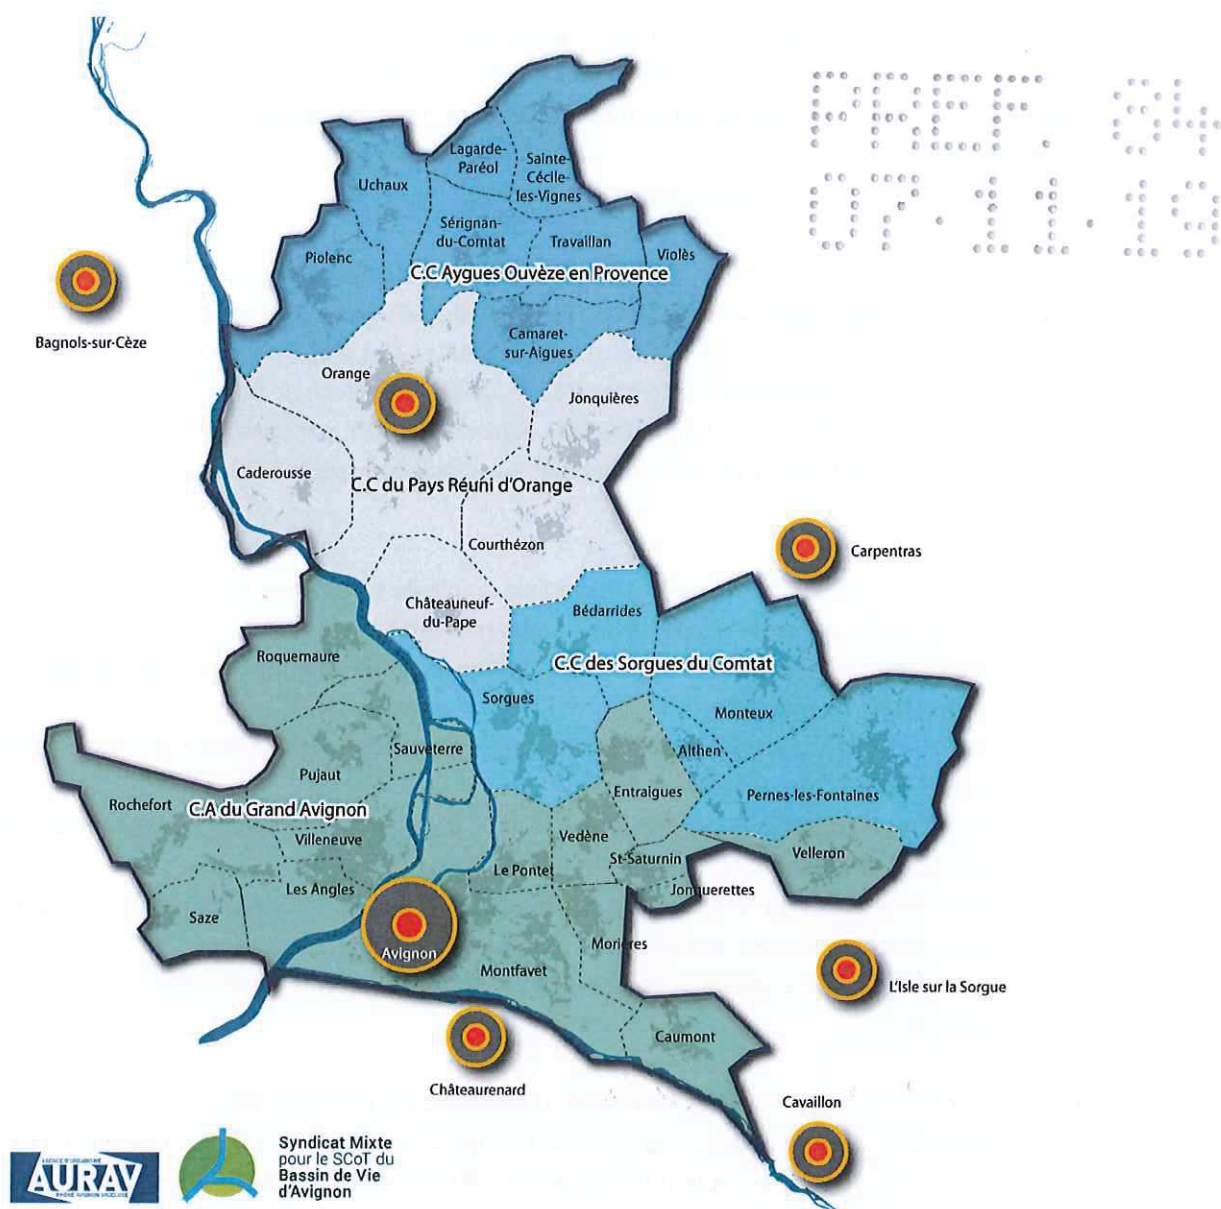 PREF. 84
07.11.19
Lagarde-
Paréol
Sainte-
Cécile-
les-Vignes
Uchaux
Sérignan-
du-Comtat
Travaillan
Violès
Piolenc
C.C Aygues Ouvèze en Provence
Bagnols-sur-Cèze
Camaret-
sur-Aigues
Orange
Jonquières
Caderousse
C.C du Pays Réuni d'Orange
Courthézon
Carpentras
Châteauneuf-
du-Pape
Bédarrides
Roquemaure
C.C des Sorgues du Comtat
Sorgues
Monteux
Sauveterre
Althen
Pujaut
Entraigues
Pernes-les-Fontaines
Rochefort
C.A du Grand Avignon
Villeneuve
Vedène
Velleron
St-Saturnin
Le Pontet
Les Angles
Jonquerettes
Saze
Avignon
Morières
Montfavet
L'Isle sur la Sorgue
Caumont
Châteaurenard
Cavaillon
AURAV
RHÔNE AVIGNON VAUCLUSE
Syndicat Mixte
pour le SCoT du
Bassin de Vie
d'Avignon